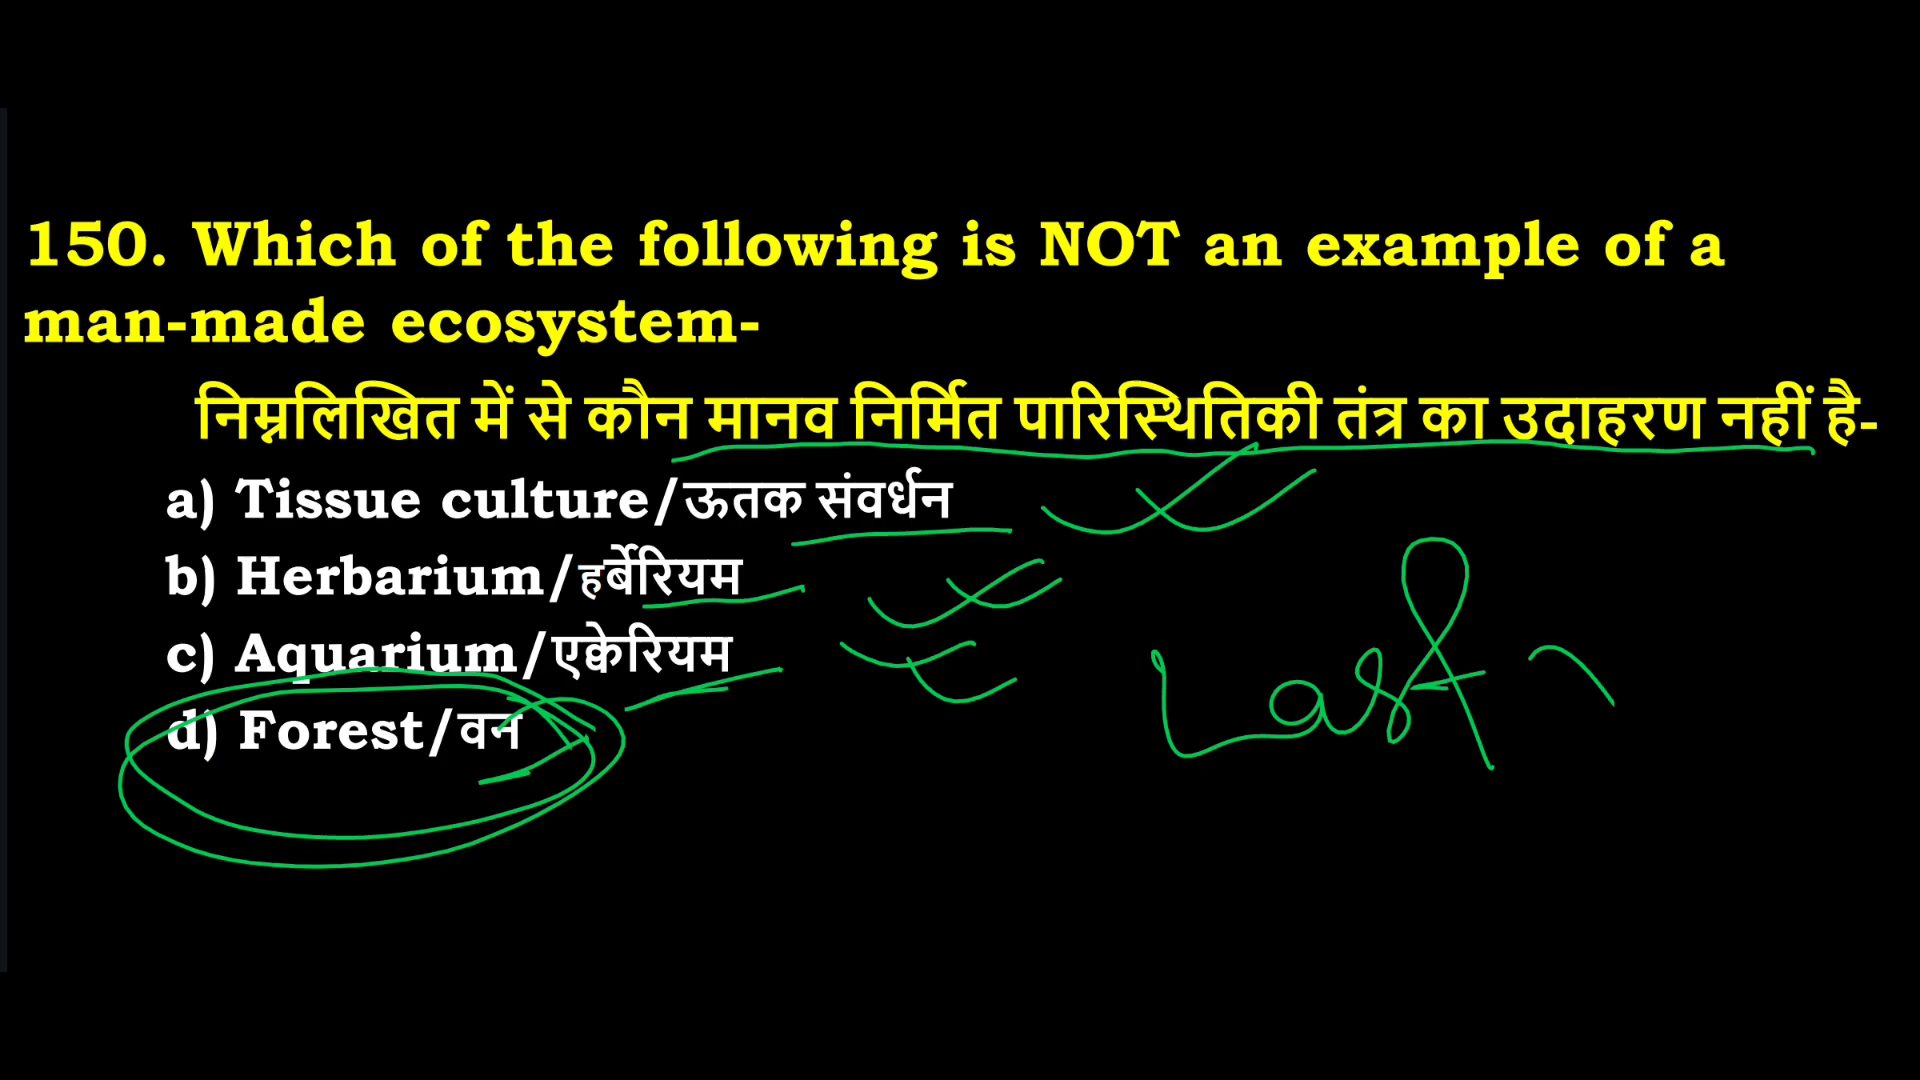 150. Which of the following is NOT an example of a
man-made ecosystem-
निम्नलिखित में से कौन मानव निर्मित पारिस्थितिकी तंत्र का उदाहरण नहीं है-
a) Tissue culture/ऊतक संवर्धन
b) Herbarium/हर्बेरियम
c) Aquarium/एक्वेरियम
d) Forest/वन
Last